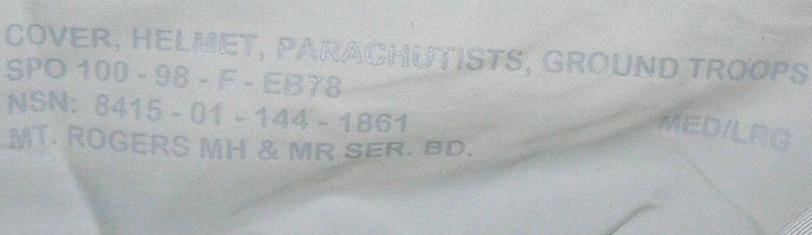 COVER, HELMET, PARACHUTISTS, GROUND TROOPS
SPO 100 - 98 - F - EB78
NSN: 8415 - 01 - 144 - 1861
MED/LRG
MT. ROGERS MH & MR SER. BD.